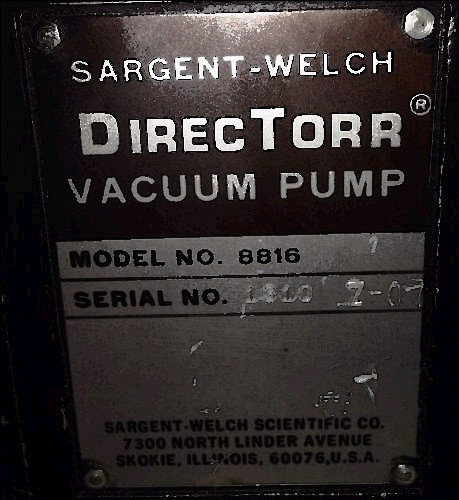 SARGENT-WELCH
DIRECTORR®
VACUUM PUMP
MODEL NO. 8816
SERIAL NO.
SARGENT-WELCH SCIENTIFIC CO.
7300 NORTH LINDER AVENUE
SKOKIE, ILLINOIS, 60076,U.S.A.